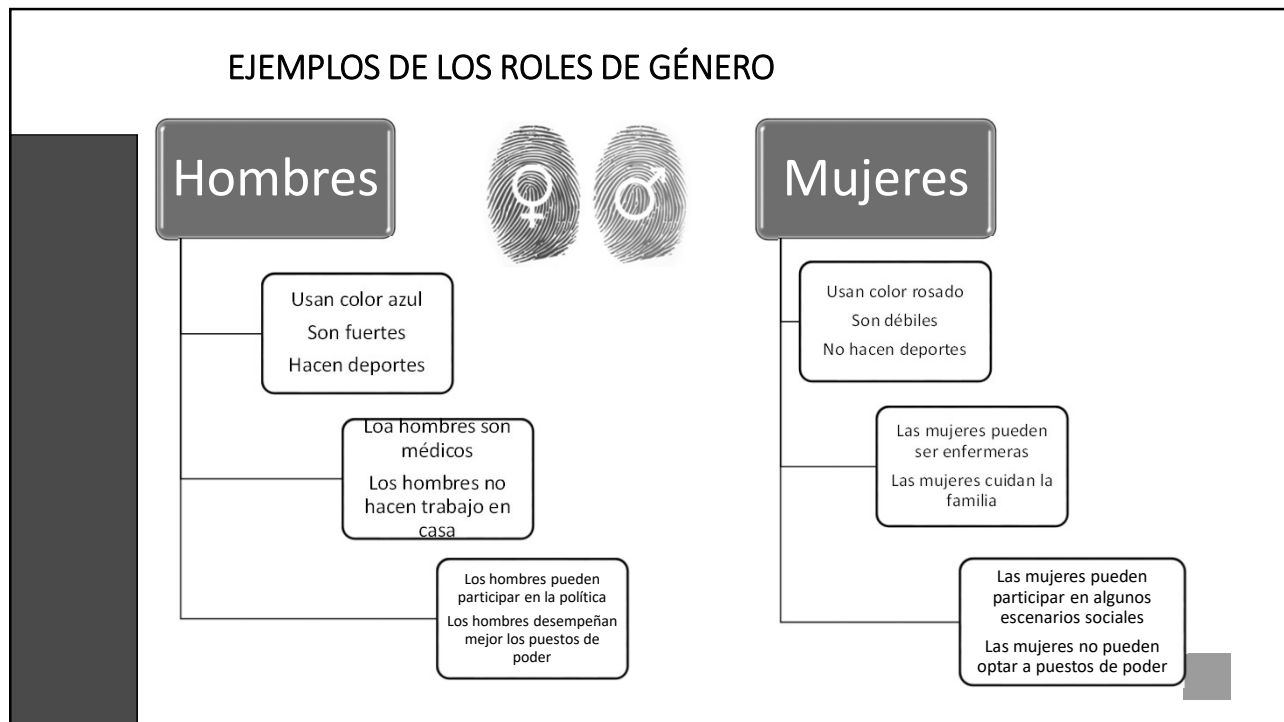 EJEMPLOS DE LOS ROLES DE GÉNERO
Hombres
Usan color azul
Son fuertes
Hacen deportes
Loa hombres son
médicos
Los hombres no
hacen trabajo en
casa
Los hombres pueden
participar en la política
Los hombres desempeñan
mejor los puestos de
poder
Mujeres
Usan color rosado
Son débiles
No hacen deportes
Las mujeres pueden
ser enfermeras
Las mujeres cuidan la
familia
Las mujeres pueden
participar en algunos
escenarios sociales
Las mujeres no pueden
optar a puestos de poder